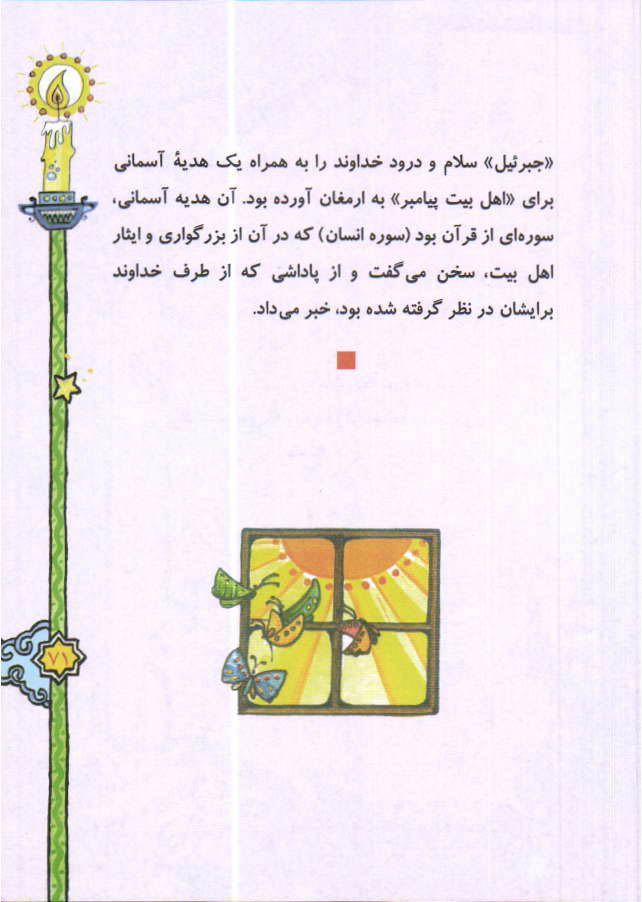 «جبرئیل» سلام و درود خداوند را به همراه یک هدیهٔ آسمانی
برای «اهل بیت پیامبر» به ارمغان آورده بود. آن هدیه آسمانی،
سوره‌ای از قرآن بود (سوره انسان) که در آن از بزرگواری و ایثار
اهل بیت، سخن می‌گفت و از پاداشی که از طرف خداوند
برایشان در نظر گرفته شده بود، خبر می‌داد.
۷۱